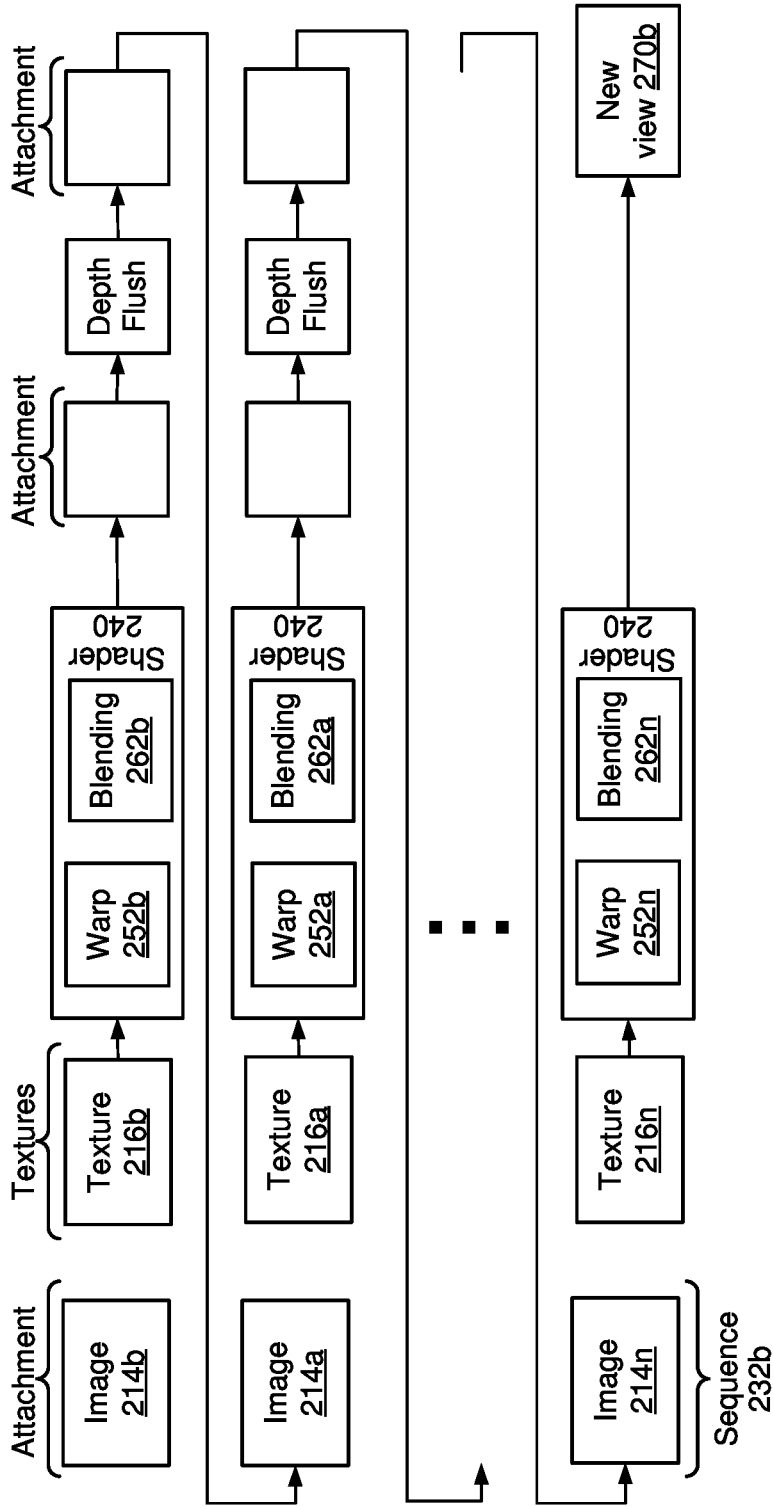 Attachment
Textures
Attachment
Attachment
Image
214b
Texture
216b
Warp
252b
Blending
262b
Shader
240
Depth
Flush
Image
214a
Texture
216a
Warp
252a
Blending
262a
Shader
240
Depth
Flush
Image
214n
Texture
216n
Warp
252n
Blending
262n
Shader
240
New
view 270b
Sequence
232b